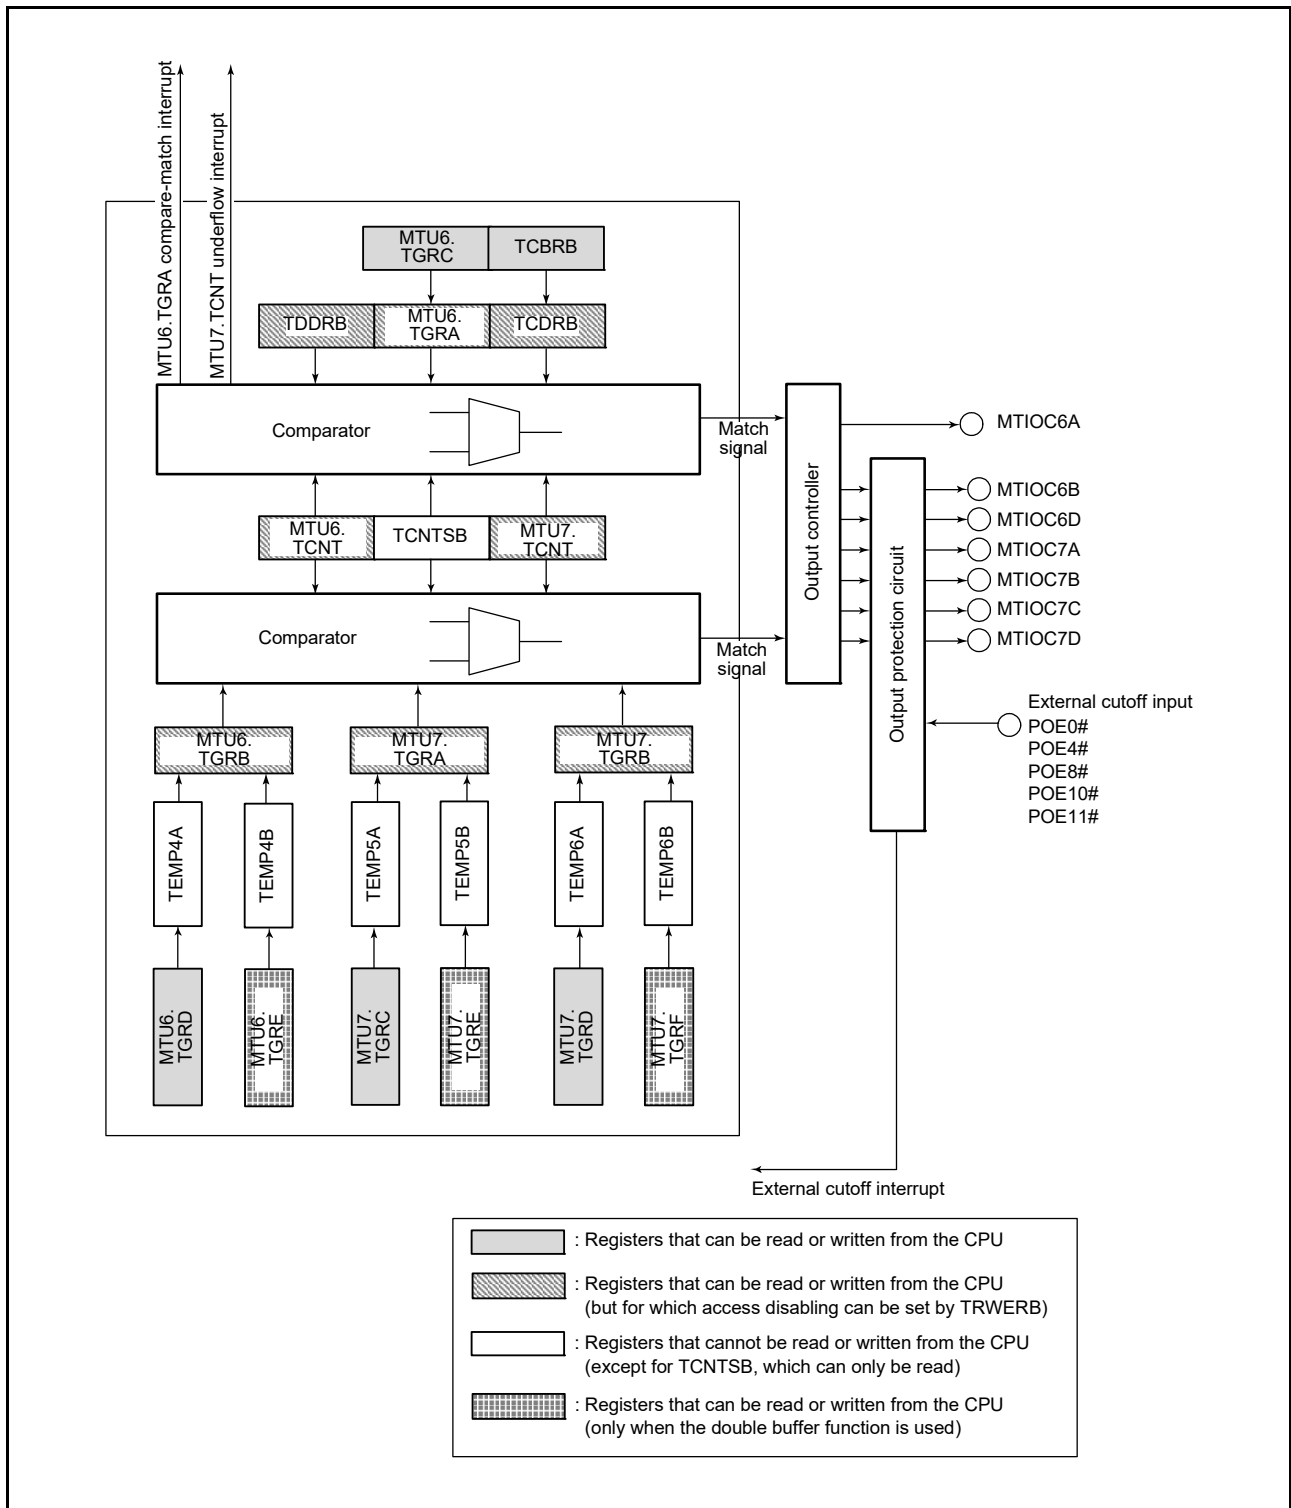 MTU6.TGRA compare-match interrupt
MTU7.TCNT underflow interrupt
MTU6.
TGRC
TCBRB
TDDRB
MTU6.
TGRA
TCDRB
Comparator
Match
signal
MTU6.
TCNT
TCNTSB
MTU7.
TCNT
Comparator
Match
signal
Output controller
Output protection circuit
MTIOC6A
MTIOC6B
MTIOC6D
MTIOC7A
MTIOC7B
MTIOC7C
MTIOC7D
External cutoff input
POE0#
POE4#
POE8#
POE10#
POE11#
MTU6.
TGRB
MTU7.
TGRA
MTU7.
TGRB
TEMP4A
TEMP4B
TEMP5A
TEMP5B
TEMP6A
TEMP6B
MTU6.
TGRD
MTU6.
TGRE
MTU7.
TGRC
MTU7.
TGRE
MTU7.
TGRD
MTU7.
TGRF
External cutoff interrupt
: Registers that can be read or written from the CPU
: Registers that can be read or written from the CPU
(but for which access disabling can be set by TRWERB)
: Registers that cannot be read or written from the CPU
(except for TCNTSB, which can only be read)
: Registers that can be read or written from the CPU
(only when the double buffer function is used)